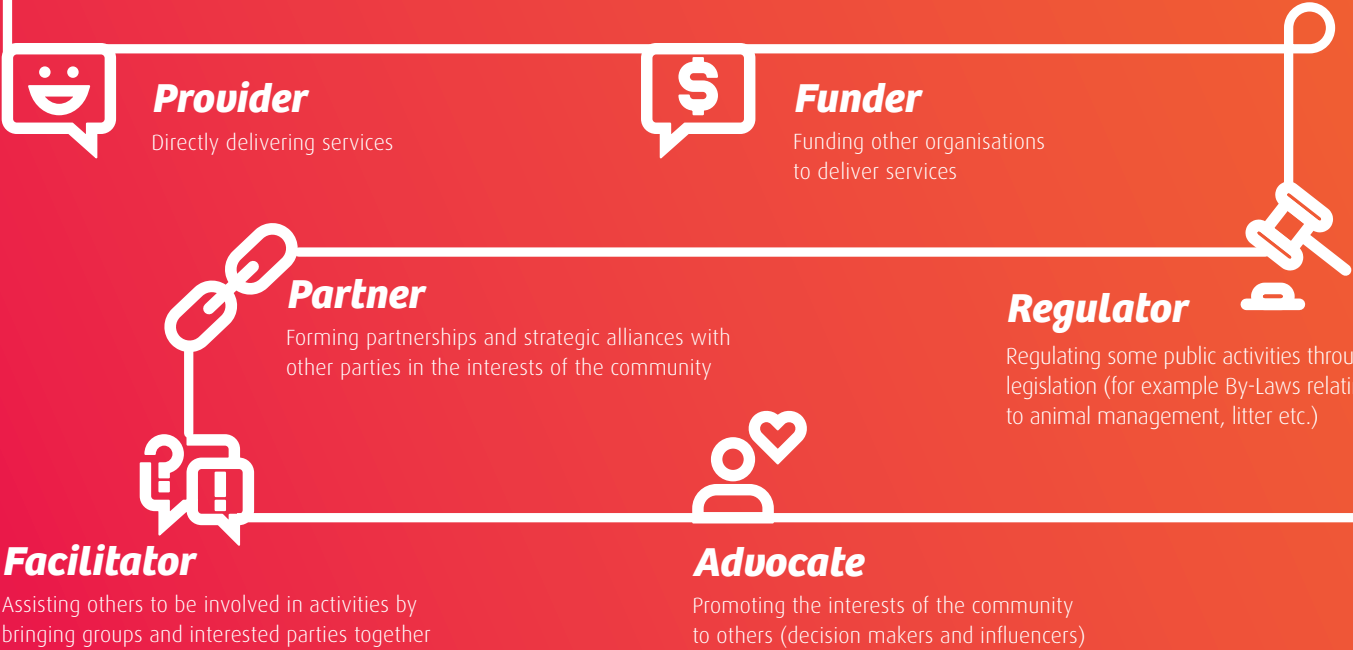 Provider
Directly delivering services
Funder
Funding other organisations
to deliver services
Regulator
Regulating some public activities
legislation (for example By-Laws
to animal management, litter etc.)
Partner
Forming partnerships and strategic alliances with
other parties in the interests of the community
Facilitator
Assisting others to be involved in activities by
bringing groups and interested parties together
Advocate
Promoting the interests of the community
to others (decision makers and influencers)